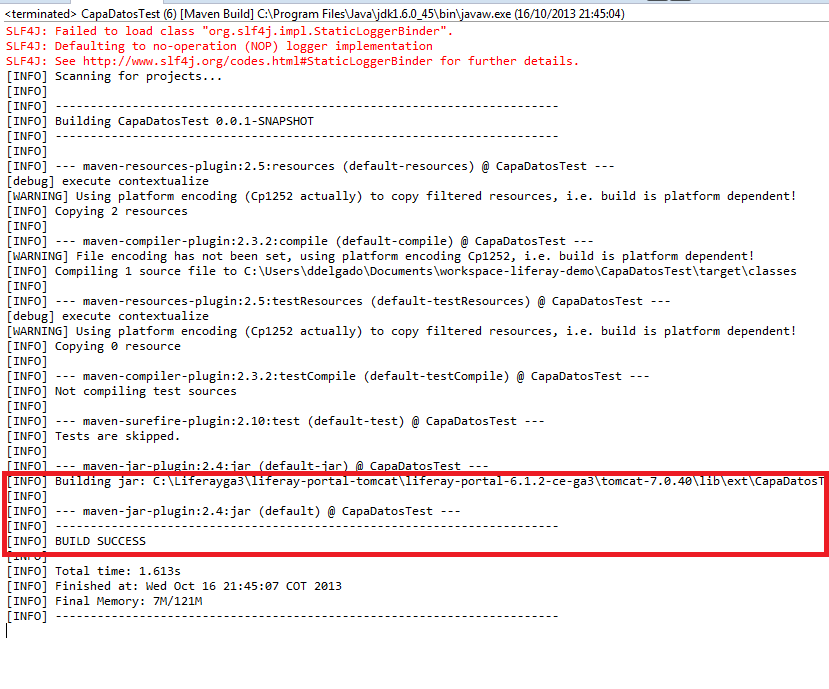 <terminated> CapaDatosTest (6) [Maven Build] C:\Program Files\Java\jdk1.6.0_45\bin\javaw.exe (16/10/2013 21:45:04)
SLF4J: Failed to load class "org.slf4j.impl.StaticLoggerBinder".
SLF4J: Defaulting to no-operation (NOP) logger implementation
SLF4J: See http://www.slf4j.org/codes.html#StaticLoggerBinder for further details.
[INFO] Scanning for projects...
[INFO]
[INFO] ------------------------------------------------------------------------
[INFO] Building CapaDatosTest 0.0.1-SNAPSHOT
[INFO] ------------------------------------------------------------------------
[INFO]
[INFO] --- maven-resources-plugin:2.5:resources (default-resources) @ CapaDatosTest ---
[debug] execute contextualize
[WARNING] Using platform encoding (Cp1252 actually) to copy filtered resources, i.e. build is platform dependent!
[INFO] Copying 2 resources
[INFO]
[INFO] --- maven-compiler-plugin:2.3.2:compile (default-compile) @ CapaDatosTest ---
[WARNING] File encoding has not been set, using platform encoding Cp1252, i.e. build is platform dependent!
[INFO] Compiling 1 source file to C:\Users\ddelgado\Documents\workspace-liferay-demo\CapaDatosTest\target\classes
[INFO]
[INFO] --- maven-resources-plugin:2.5:testResources (default-testResources) @ CapaDatosTest ---
[debug] execute contextualize
[WARNING] Using platform encoding (Cp1252 actually) to copy filtered resources, i.e. build is platform dependent!
[INFO] Copying 0 resource
[INFO]
[INFO] --- maven-compiler-plugin:2.3.2:testCompile (default-testCompile) @ CapaDatosTest ---
[INFO] Not compiling test sources
[INFO]
[INFO] --- maven-surefire-plugin:2.10:test (default-test) @ CapaDatosTest ---
[INFO] Tests are skipped.
[INFO]
[INFO] --- maven-jar-plugin:2.4:jar (default-jar) @ CapaDatosTest ---
[INFO] Building jar: C:\Liferayga3\liferay-portal-tomcat\liferay-portal-6.1.2-ce-ga3\tomcat-7.0.40\lib\ext\CapaDatosT
[INFO]
[INFO] --- maven-jar-plugin:2.4:jar (default) @ CapaDatosTest ---
[INFO] ------------------------------------------------------------------------
[INFO] BUILD SUCCESS
[INFO]
[INFO] Total time: 1.613s
[INFO] Finished at: Wed Oct 16 21:45:07 COT 2013
[INFO] Final Memory: 7M/121M
[INFO] ------------------------------------------------------------------------